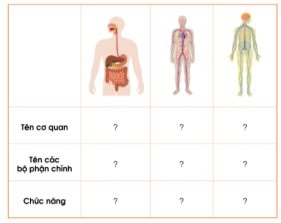 Tên cơ quan ? ? ?
Tên các
bộ phận chính ? ? ?
Chức năng ? ? ?